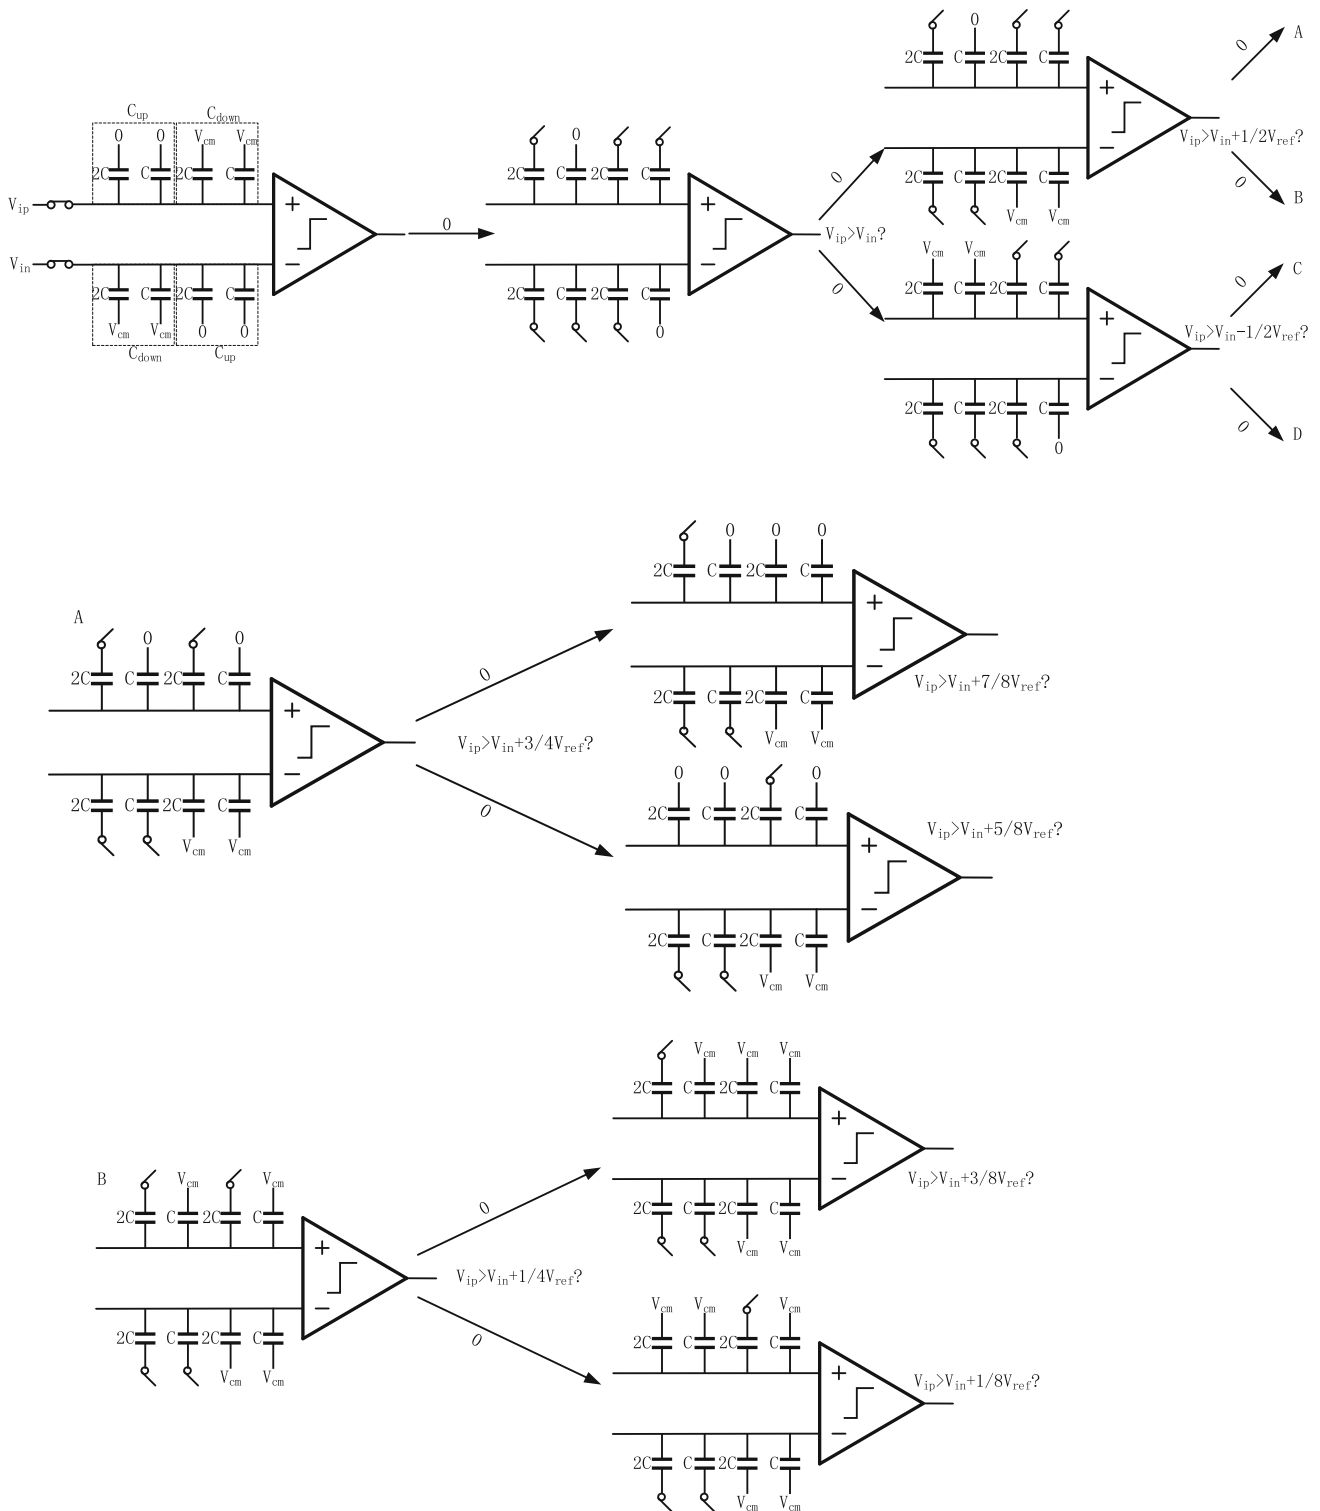 C_up C_down
0 0 V_cm V_cm
2C C 2C C
V_ip
+
V_in
−
2C C 2C C
V_cm V_cm 0 0
C_down C_up
0
0
2C C 2C C
+
−
2C C 2C C
0
V_ip>V_in?
0
0
0
2C C 2C C
+
−
2C C 2C C
V_cm V_cm
V_ip>V_in+1/2V_ref?
0 A
0 B
V_cm V_cm
2C C 2C C
+
−
2C C 2C C
0
V_ip>V_in−1/2V_ref?
0 C
0 D
A
0 0
2C C 2C C
+
−
2C C 2C C
V_cm V_cm
V_ip>V_in+3/4V_ref?
0
0
0 0 0
2C C 2C C
+
−
2C C 2C C
V_cm V_cm
V_ip>V_in+7/8V_ref?
0 0 0
2C C 2C C
+
−
2C C 2C C
V_cm V_cm
V_ip>V_in+5/8V_ref?
B
V_cm V_cm
2C C 2C C
+
−
2C C 2C C
V_cm V_cm
V_ip>V_in+1/4V_ref?
0
0
V_cm V_cm V_cm
2C C 2C C
+
−
2C C 2C C
V_cm V_cm
V_ip>V_in+3/8V_ref?
V_cm V_cm V_cm
2C C 2C C
+
−
2C C 2C C
V_cm V_cm
V_ip>V_in+1/8V_ref?